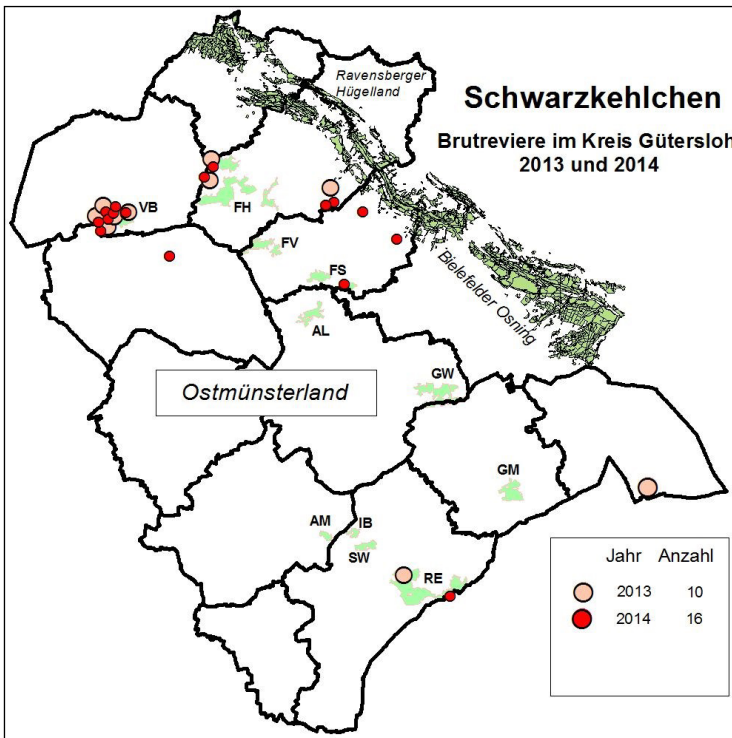 Ravensberger
Hügelland
Schwarzkehlchen
Brutreviere im Kreis Gütersloh
2013 und 2014
VB
FH
FV
FS
Bielefelder Osning
AL
GW
Ostmünsterland
GM
AM
IB
SW
RE
Jahr Anzahl
2013 10
2014 16